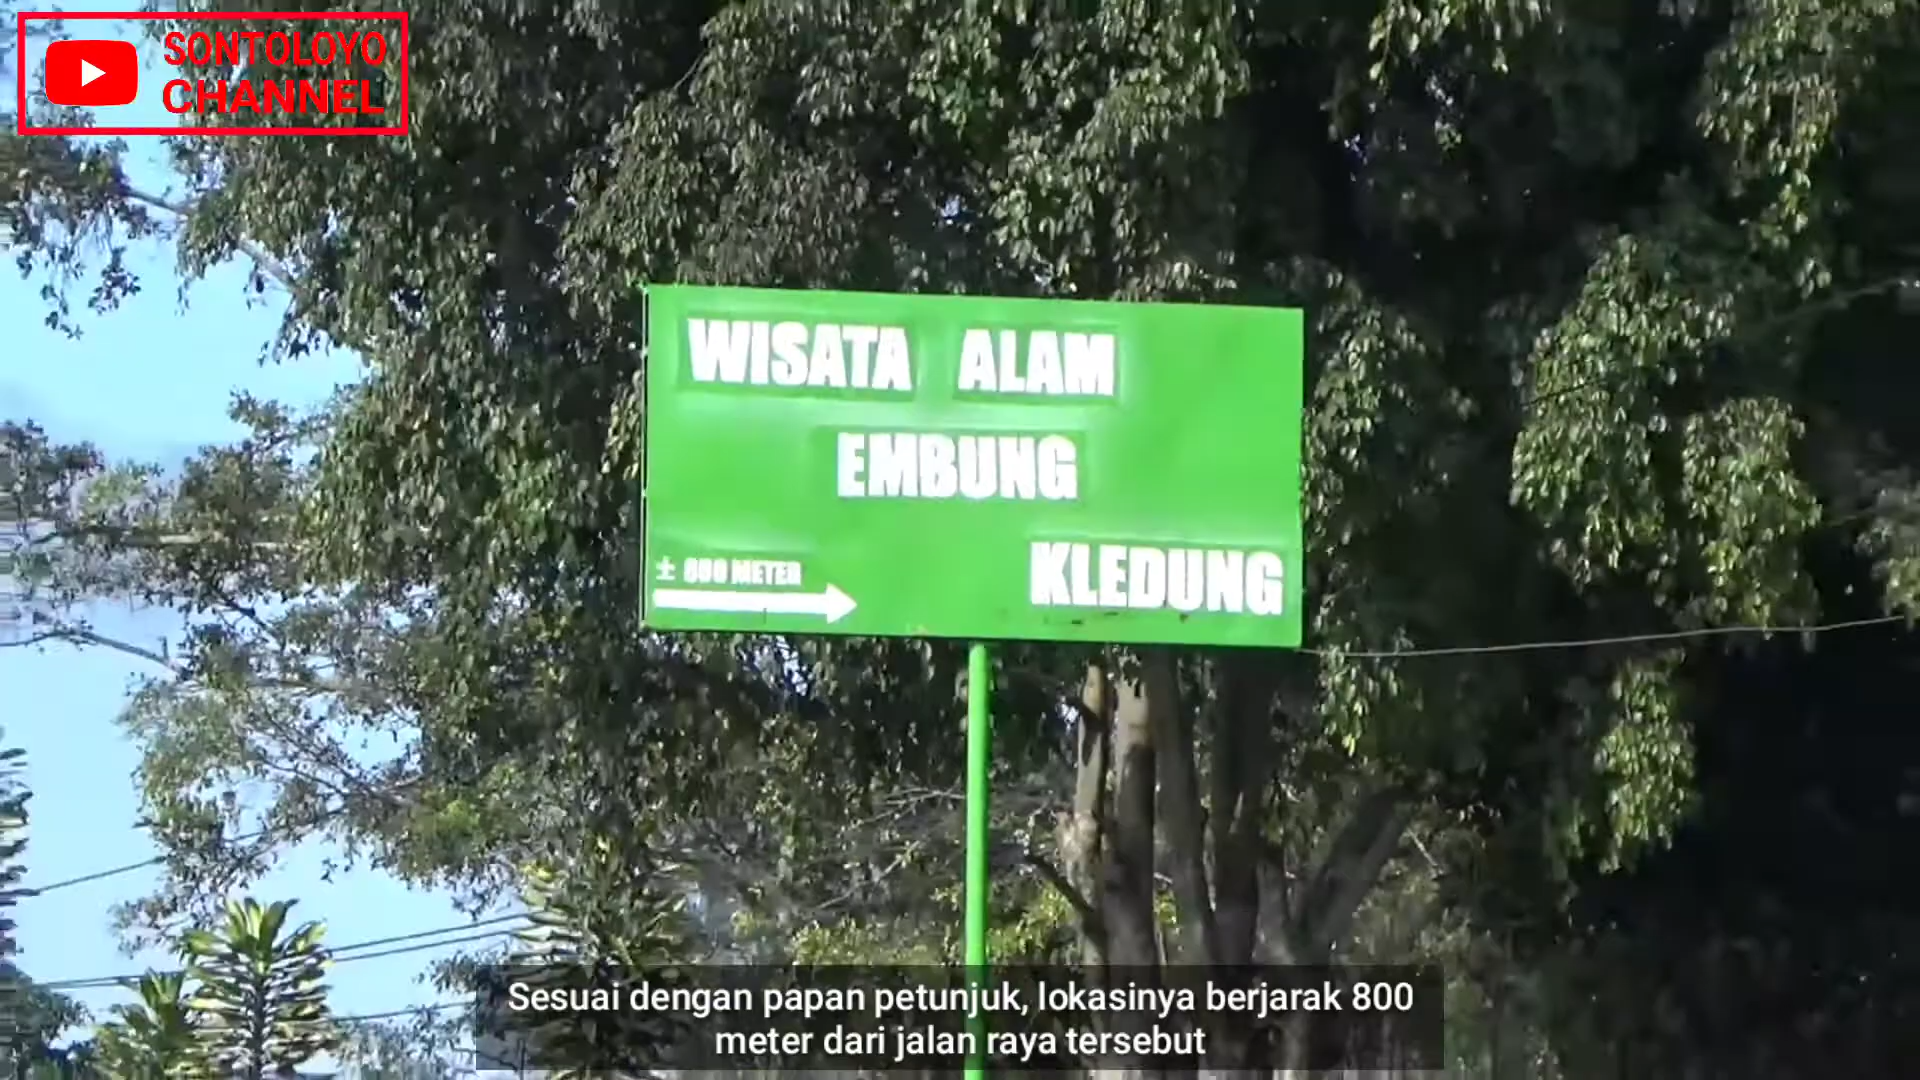 SONTOLOYO
CHANNEL
WISATA ALAM
EMBUNG
KLEDUNG
± 800 METER
Sesuai dengan papan petunjuk, lokasinya berjarak 800
meter dari jalan raya tersebut